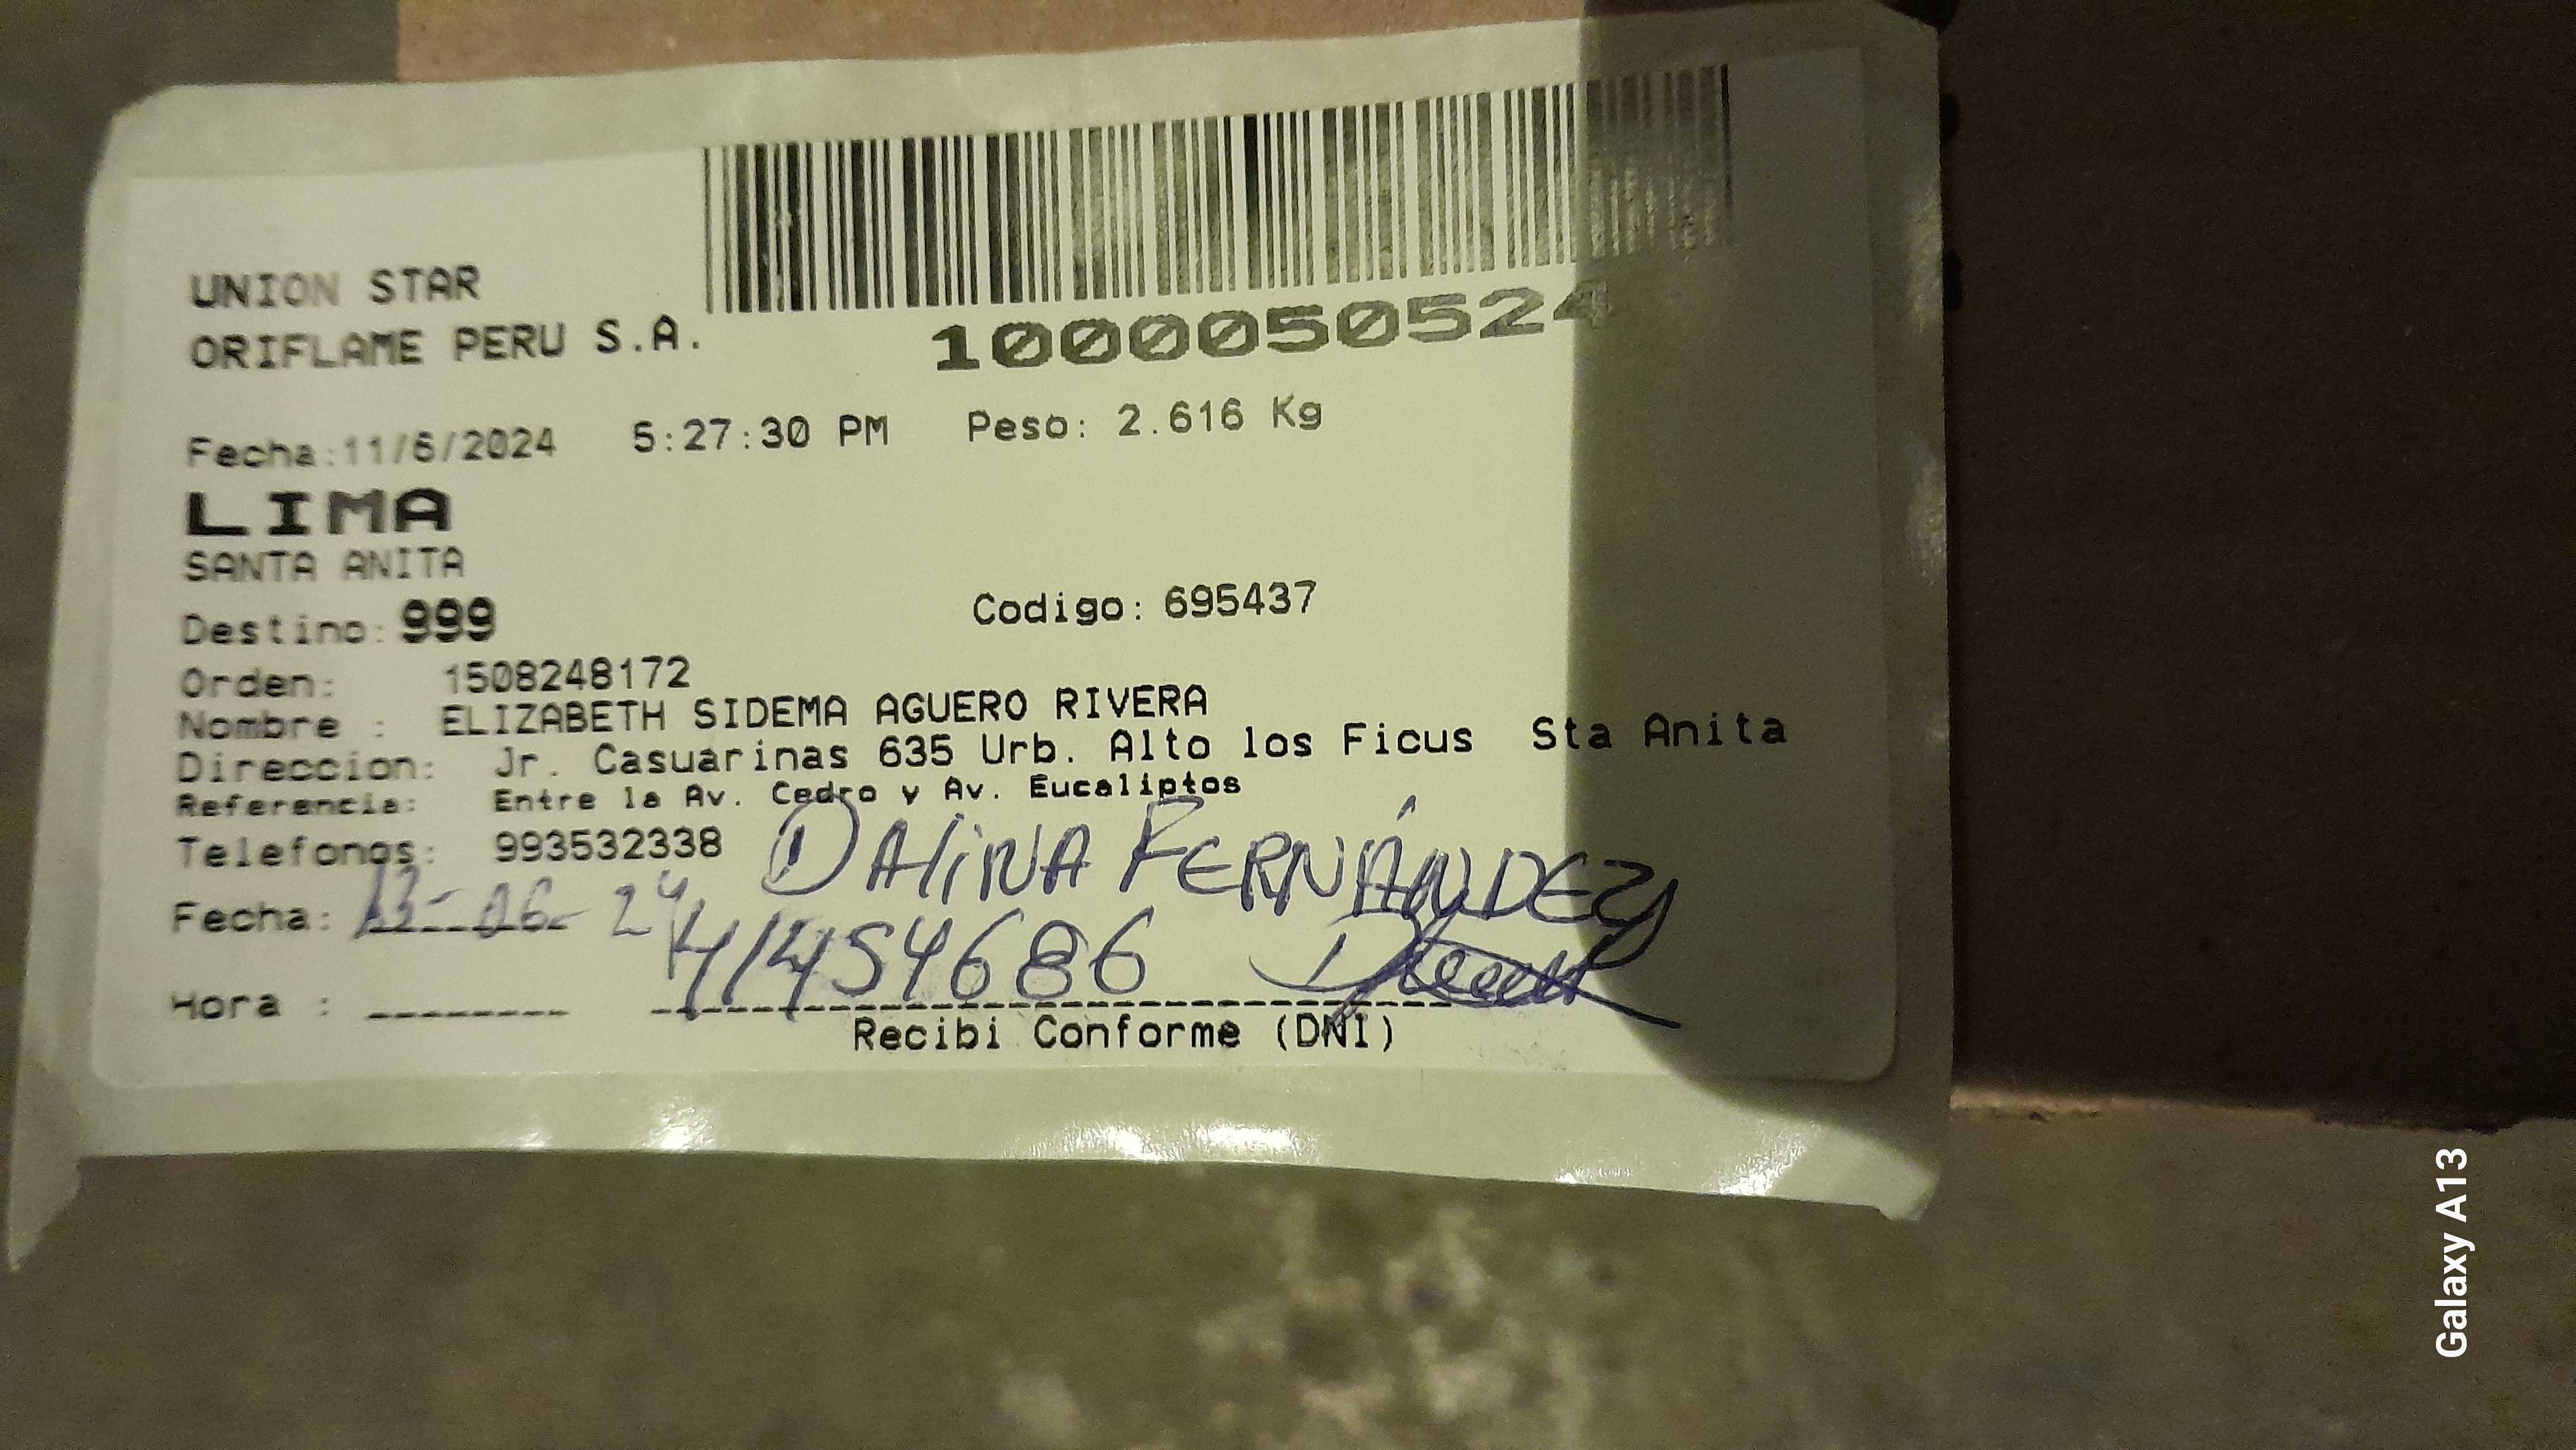 UNION STAR
ORIFLAME PERU S.A.
1000050524
Fecha:11/6/2024 5:27:30 PM Peso: 2.616 Kg
LIMA
SANTA ANITA
Destino: 999 Codigo: 695437
Orden: 1508248172
Nombre : ELIZABETH SIDEMA AGUERO RIVERA
Direccion: Jr. Casuarinas 635 Urb. Alto los Ficus Sta Anita
Referencia: Entre la Av. Cedro y Av. Eucaliptos
Telefonos: 993532338 DALINA FERNÁNDEZ
Fecha: 13-06-24
41454686
Hora :
Recibi Conforme (DNI)
Galaxy A13